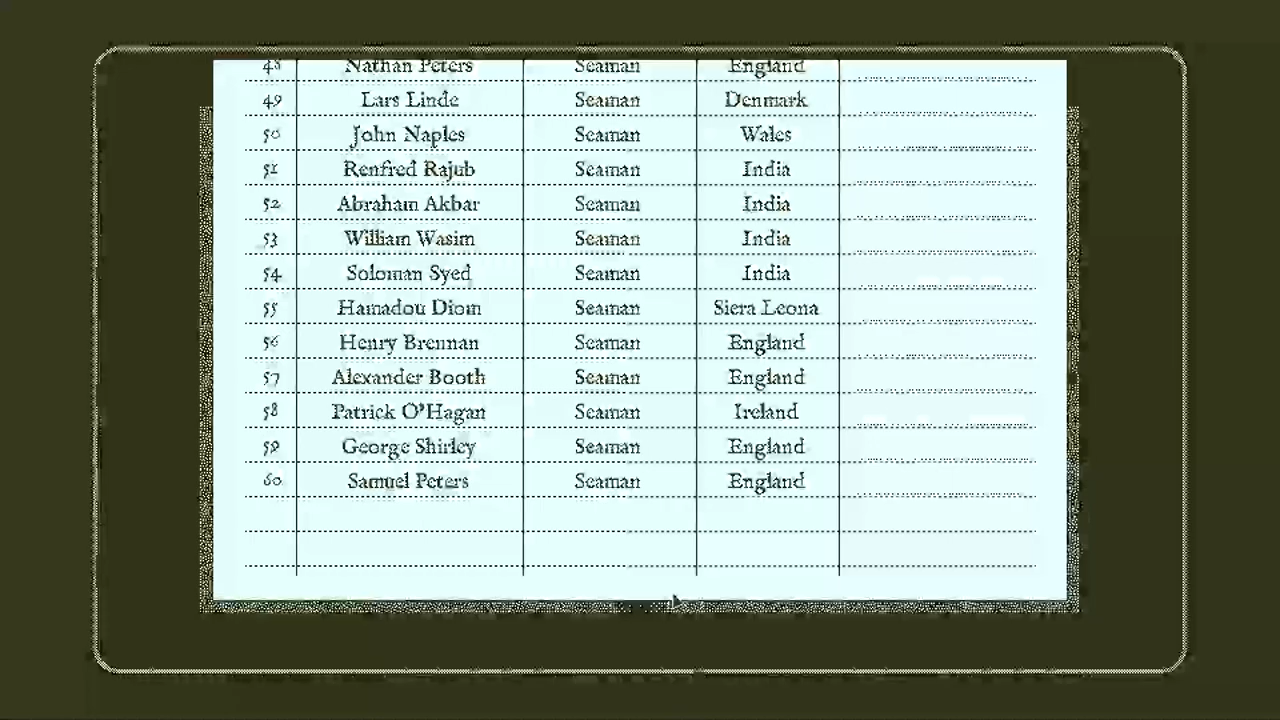 48 Nathan Peters Seaman England
49 Lars Linde Seaman Denmark
50 John Naples Seaman Wales
51 Renfred Rajub Seaman India
52 Abraham Akbar Seaman India
53 William Wasim Seaman India
54 Soloman Syed Seaman India
55 Hamadou Diom Seaman Siera Leona
56 Henry Brennan Seaman England
57 Alexander Booth Seaman England
58 Patrick O'Hagan Seaman Ireland
59 George Shirley Seaman England
60 Samuel Peters Seaman England